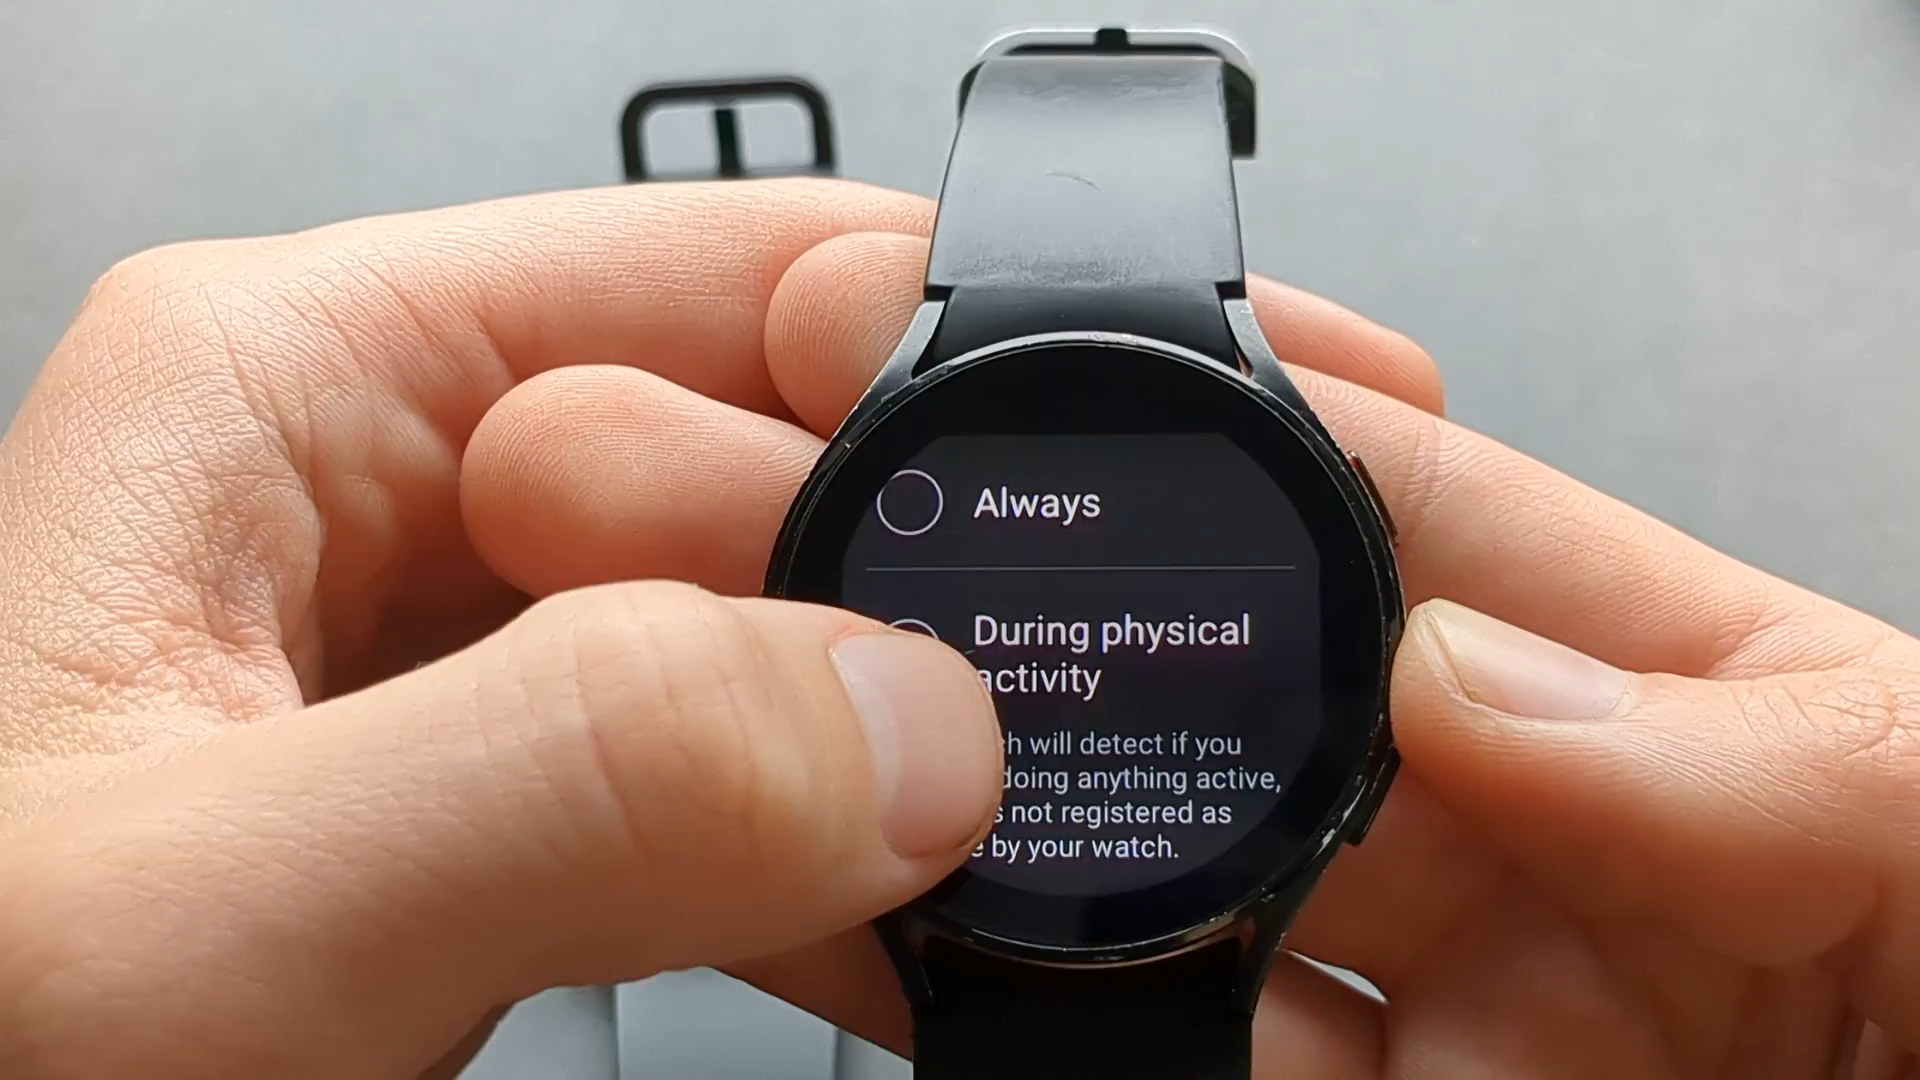 Always
During physical
activity
will detect if you
doing anything active,
not registered as
by your watch.